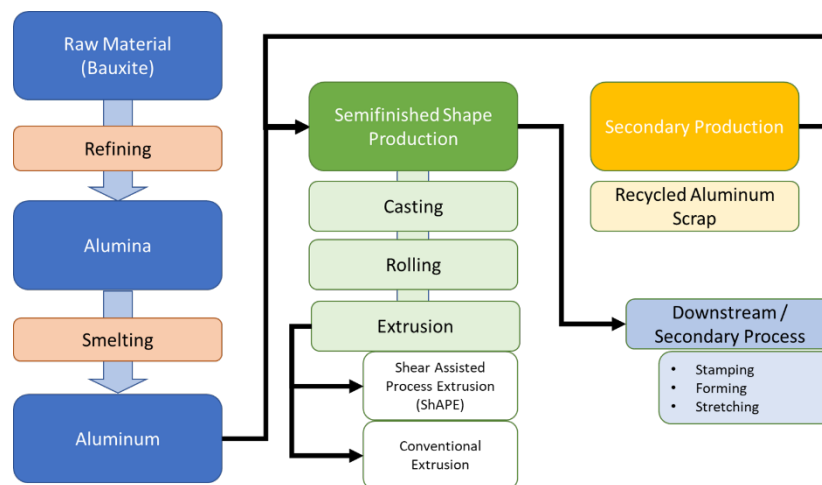 Raw Material
(Bauxite)
Refining
Alumina
Smelting
Aluminum
Semifinished Shape
Production
Casting
Rolling
Extrusion
Shear Assisted
Process Extrusion
(ShAPE)
Conventional
Extrusion
Secondary Production
Recycled Aluminum
Scrap
Downstream /
Secondary Process
• Stamping
• Forming
• Stretching